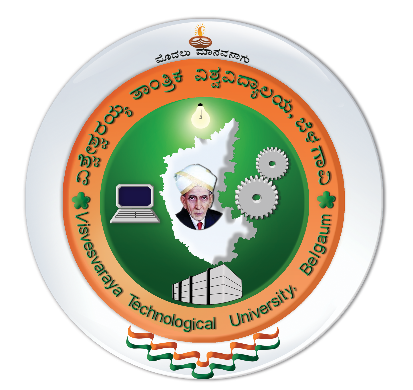 ಮೊದಲು ಮಾನವನಾಗು
ವಿಶ್ವೇಶ್ವರಯ್ಯ ತಾಂತ್ರಿಕ ವಿಶ್ವವಿದ್ಯಾಲಯ, ಬೆಳಗಾವಿ
Visvesvaraya Technological University, Belgaum